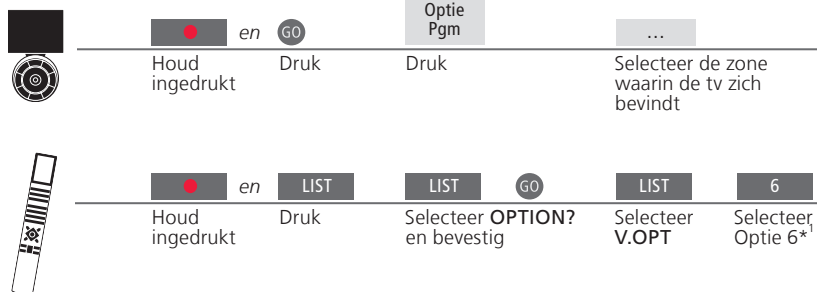 Optie
Pgm
en GO ...
Houd Druk Druk Selecteer de zone
ingedrukt waarin de tv zich
bevindt
en LIST LIST GO LIST 6
Houd Druk Selecteer OPTION? Selecteer Selecteer
ingedrukt en bevestig V.OPT Optie 6*1